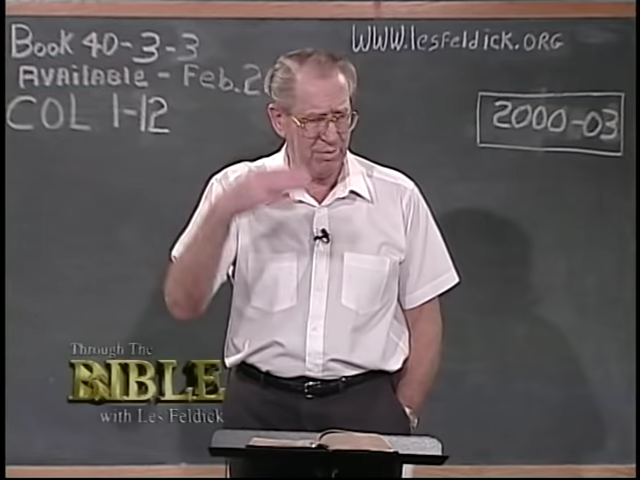 Book 40-3-3
WWW.lesfeldick.ORG
Available - Feb.2
COL 1-12
2000-03
Through The
BIBLE
with Les Feldick